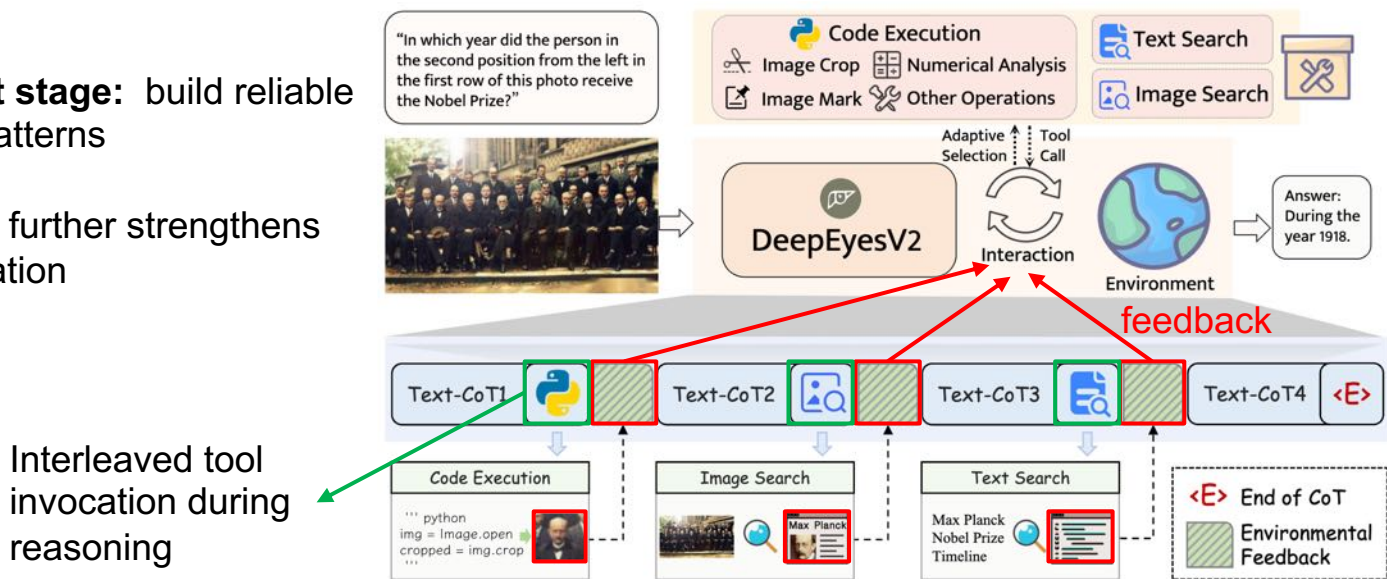 t stage: build reliable
atterns
further strengthens
ation
"In which year did the person in
the second position from the left in
the first row of this photo receive
the Nobel Prize?"
Code Execution
Image Crop
Numerical Analysis
Image Mark
Other Operations
Text Search
Image Search
Adaptive
Selection
Tool
Call
DeepEyesV2
Interaction
Environment
Answer:
During the
year 1918.
feedback
Text-CoT1
Text-CoT2
Text-CoT3
Text-CoT4
<E>
Interleaved tool
invocation during
reasoning
Code Execution
''' python
img = Image.open
cropped = img.crop
'''
Image Search
Max Planck
Text Search
Max Planck
Nobel Prize
Timeline
<E> End of CoT
Environmental
Feedback